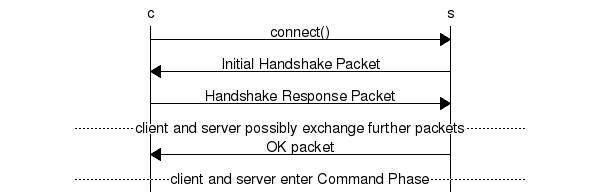 c s
connect()
Initial Handshake Packet
Handshake Response Packet
client and server possibly exchange further packets
OK packet
client and server enter Command Phase